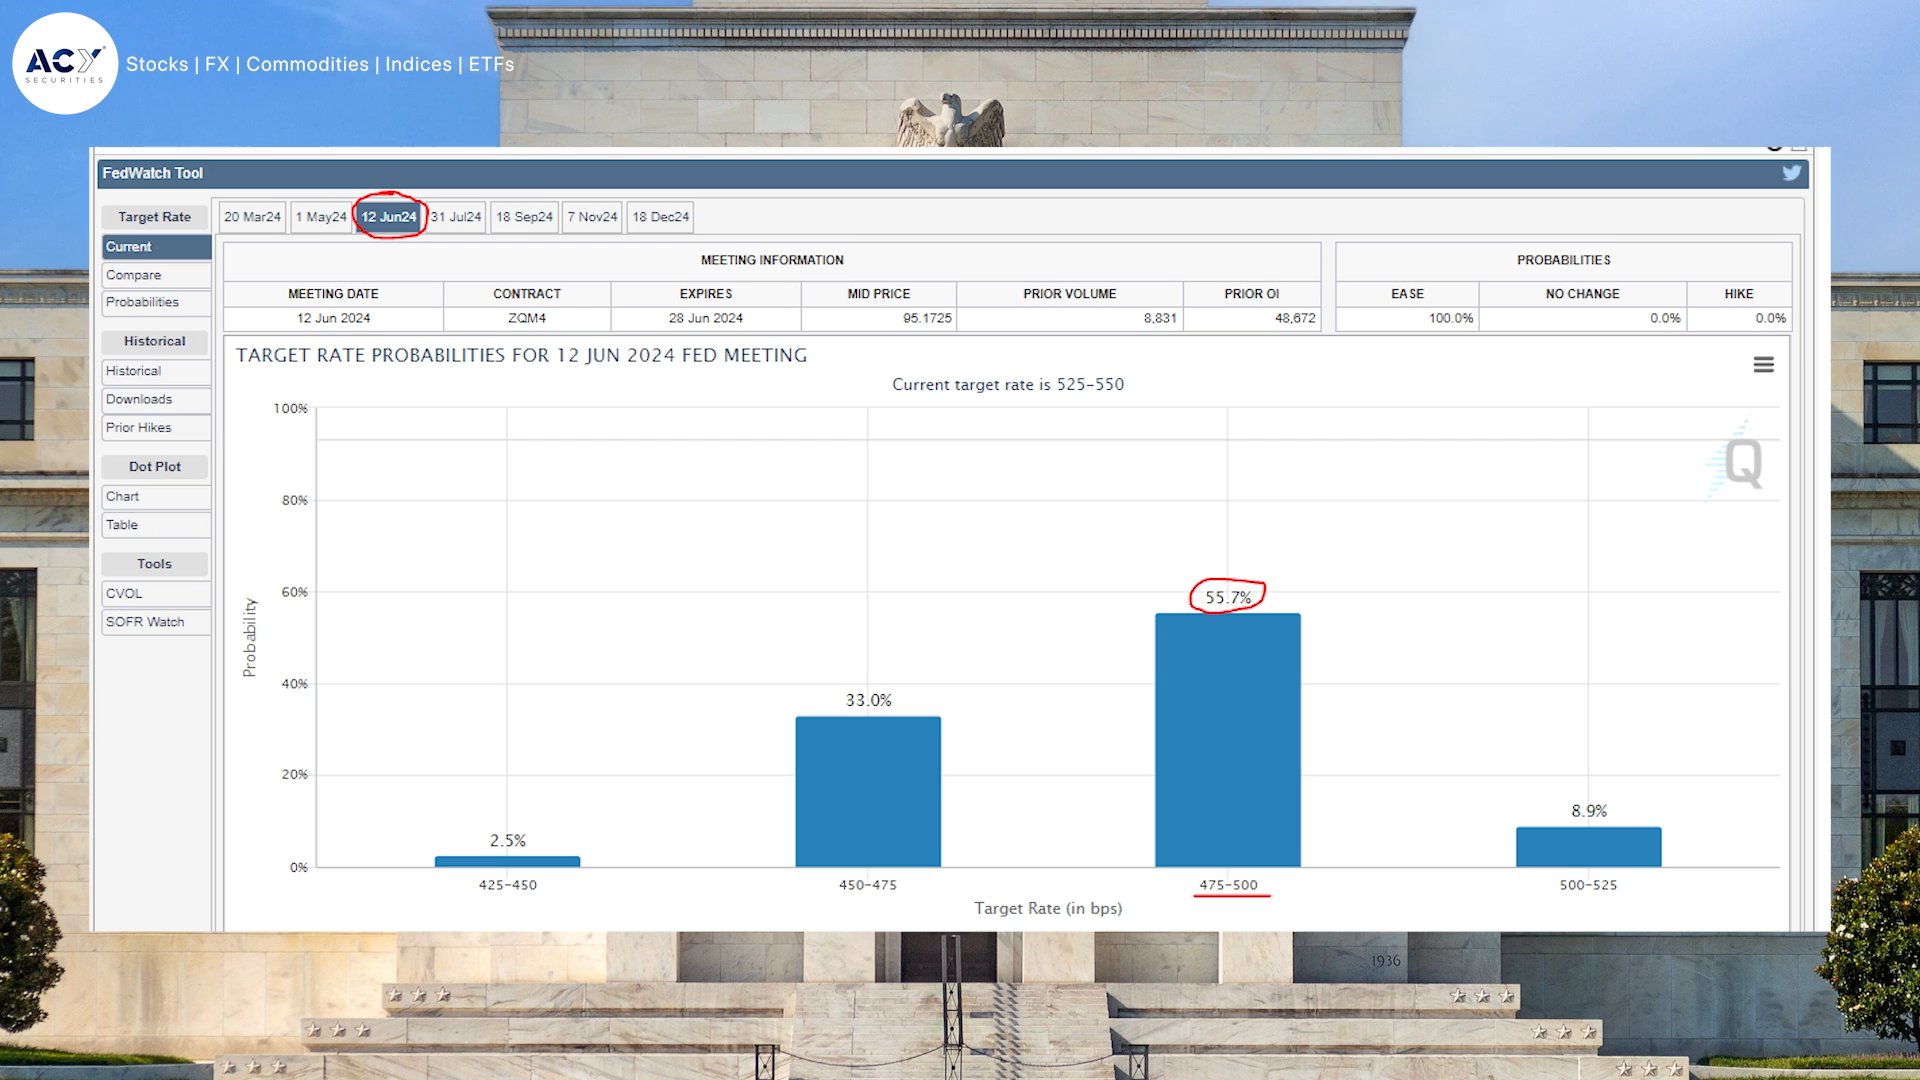 ACY
SECURITIES
Stocks | FX | Commodities | Indices | ETFs
FedWatch Tool
Target Rate
Current
Compare
Probabilities
Historical
Historical
Downloads
Prior Hikes
Dot Plot
Chart
Table
Tools
CVOL
SOFR Watch
20 Mar24 1 May24 12 Jun24 31 Jul24 18 Sep24 7 Nov24 18 Dec24
MEETING INFORMATION
MEETING DATE CONTRACT EXPIRES MID PRICE PRIOR VOLUME PRIOR OI
12 Jun 2024 ZQM4 28 Jun 2024 95.1725 8,831 48,672
PROBABILITIES
EASE NO CHANGE HIKE
100.0% 0.0% 0.0%
TARGET RATE PROBABILITIES FOR 12 JUN 2024 FED MEETING
Current target rate is 525-550
Q
Probability
100%
80%
60%
40%
20%
0%
2.5%
33.0%
55.7%
8.9%
425-450 450-475 475-500 500-525
Target Rate (in bps)
1936